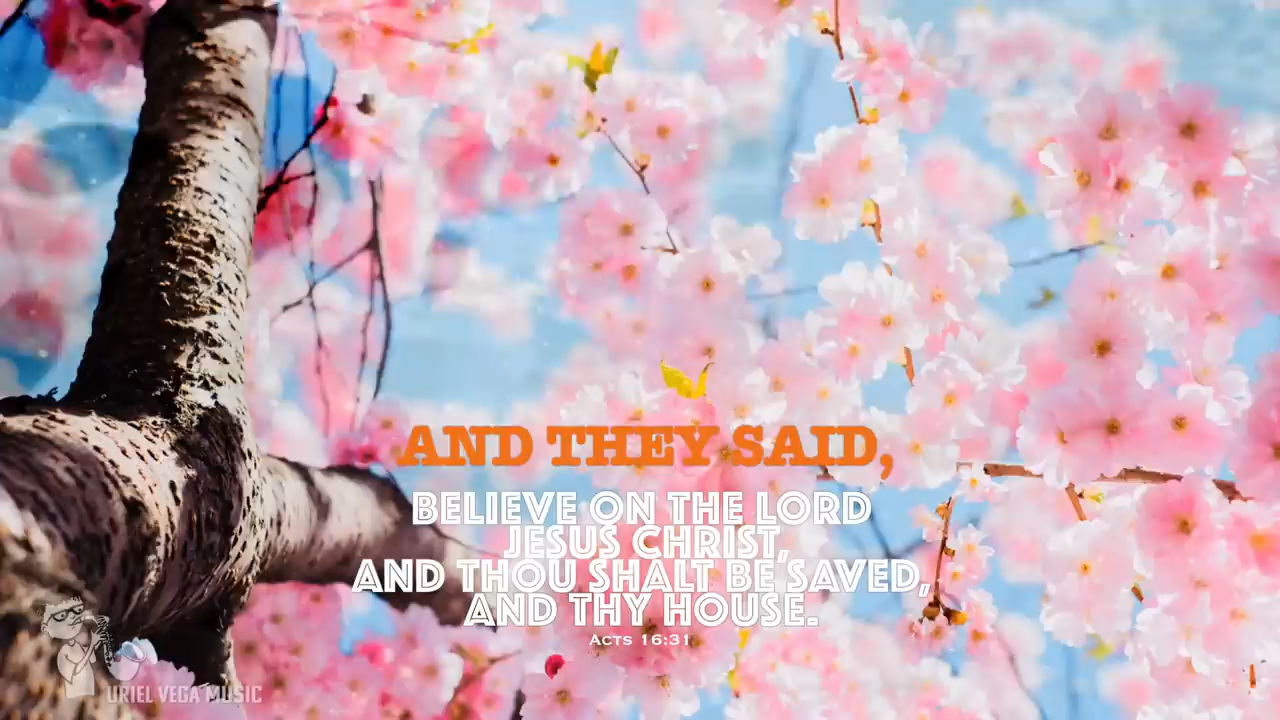 AND THEY SAID,
BELIEVE ON THE LORD
JESUS CHRIST,
AND THOU SHALT BE SAVED,
AND THY HOUSE.
ACTS 16:31
URIEL VEGA MUSIC